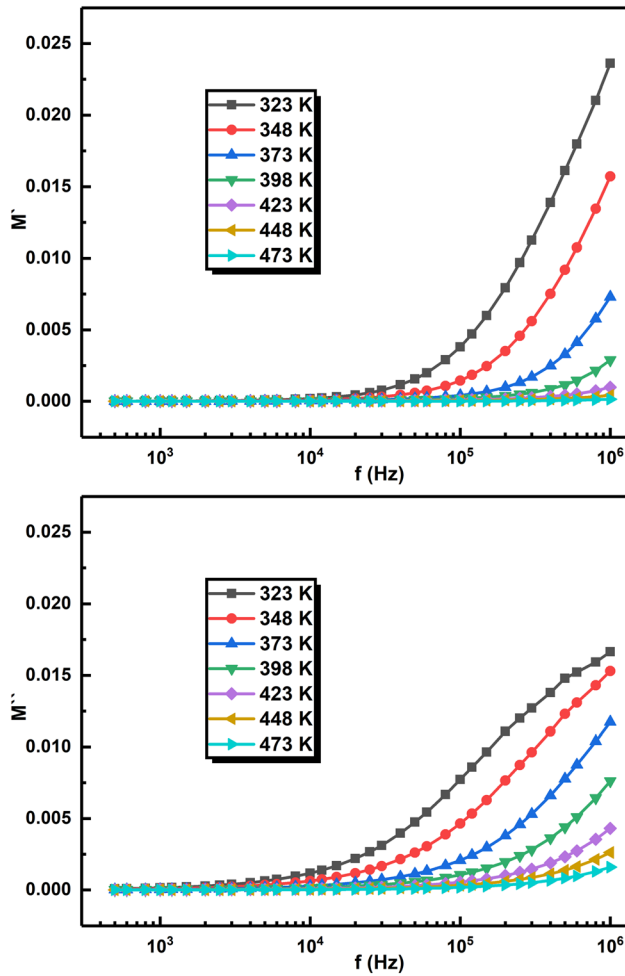 0.025
0.020
0.015
0.010
0.005
0.000
M`
323 K
348 K
373 K
398 K
423 K
448 K
473 K
10³ 10⁴ 10⁵ 10⁶
f (Hz)
0.025
0.020
0.015
0.010
0.005
0.000
M``
323 K
348 K
373 K
398 K
423 K
448 K
473 K
10³ 10⁴ 10⁵ 10⁶
f (Hz)